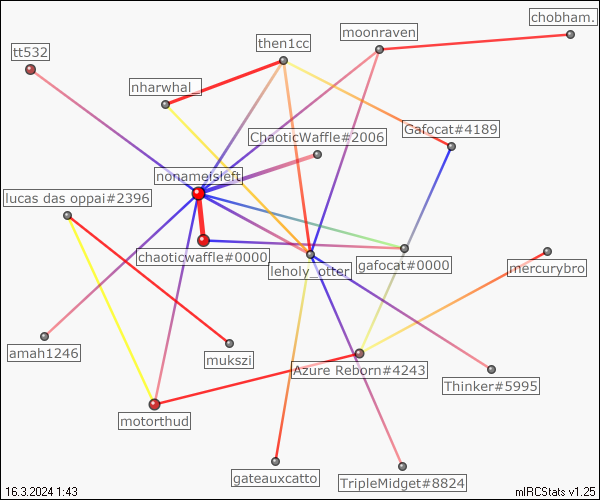 chobham.
moonraven
then1cc
tt532
nharwhal_
Gafocat#4189
ChaoticWaffle#2006
nonameisleft
lucas das oppai#2396
chaoticwaffle#0000
leholy_otter
gafocat#0000
mercurybro
amah1246
mukszi
Azure Reborn#4243
Thinker#5995
motorthud
gateauxcatto
TripleMidget#8824
16.3.2024 1:43
mIRCStats v1.25